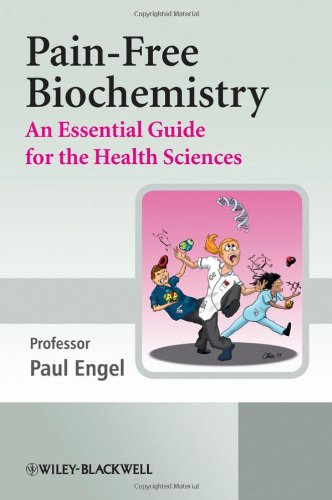 Pain-Free
Biochemistry
An Essential Guide
for the Health Sciences
Professor
Paul Engel
WILEY-BLACKWELL